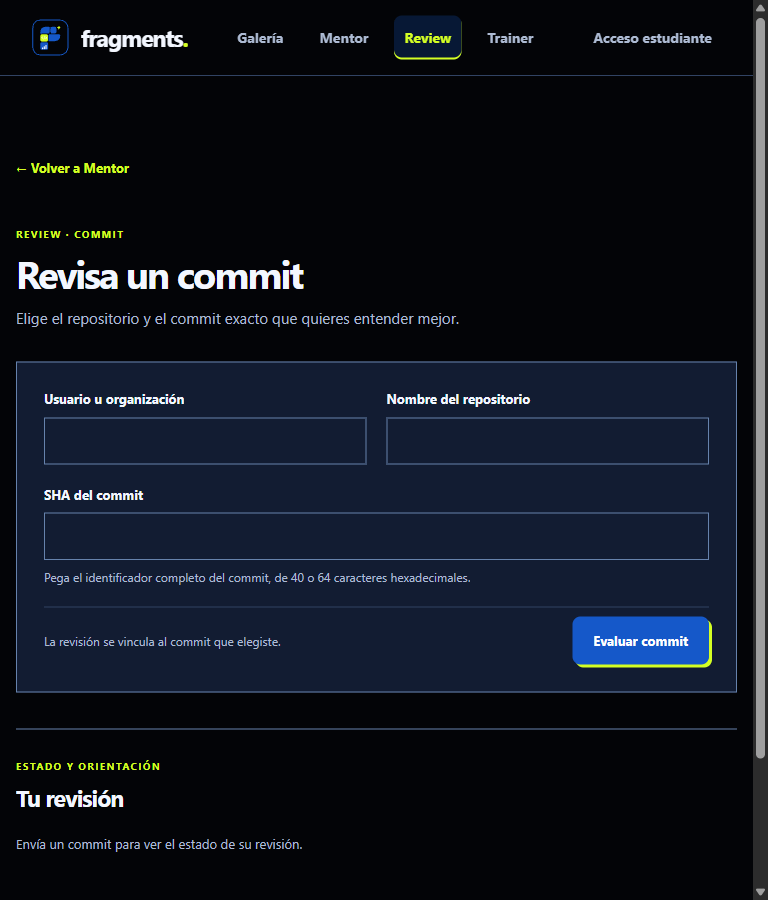 fragments.
Galería
Mentor
Review
Trainer
Acceso estudiante
← Volver a Mentor
REVIEW · COMMIT
Revisa un commit
Elige el repositorio y el commit exacto que quieres entender mejor.
Usuario u organización
Nombre del repositorio
SHA del commit
Pega el identificador completo del commit, de 40 o 64 caracteres hexadecimales.
La revisión se vincula al commit que elegiste.
Evaluar commit
ESTADO Y ORIENTACIÓN
Tu revisión
Envía un commit para ver el estado de su revisión.